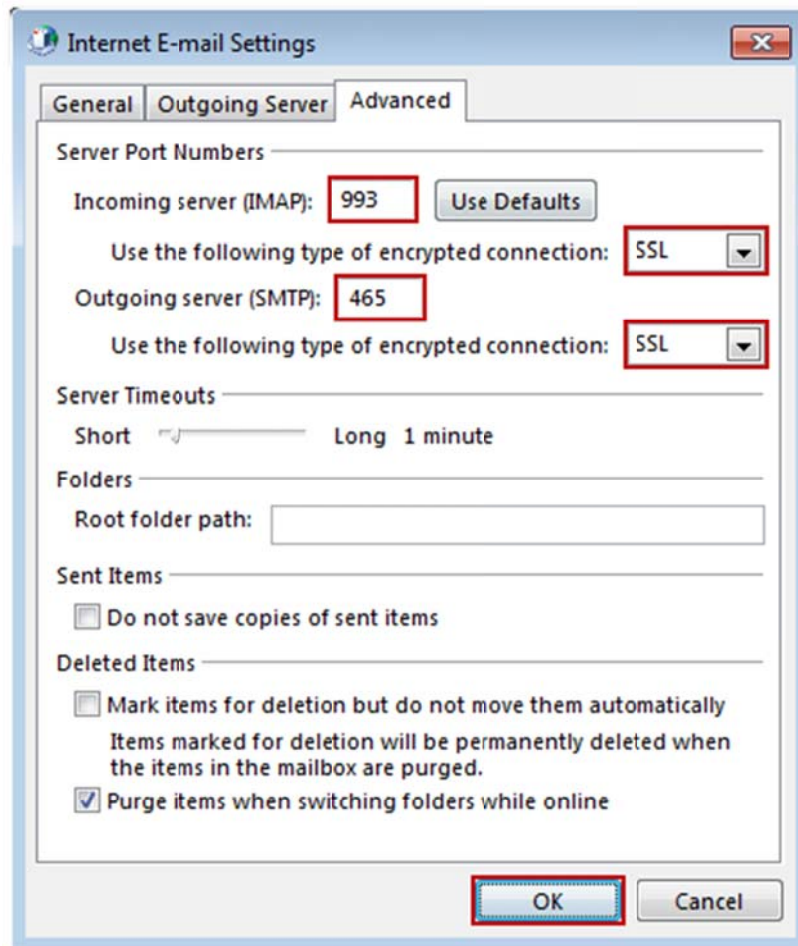 Internet E-mail Settings
General Outgoing Server Advanced
Server Port Numbers
Incoming server (IMAP): 993 Use Defaults
Use the following type of encrypted connection: SSL
Outgoing server (SMTP): 465
Use the following type of encrypted connection: SSL
Server Timeouts
Short Long 1 minute
Folders
Root folder path:
Sent Items
Do not save copies of sent items
Deleted Items
Mark items for deletion but do not move them automatically
Items marked for deletion will be permanently deleted when
the items in the mailbox are purged.
Purge items when switching folders while online
OK Cancel